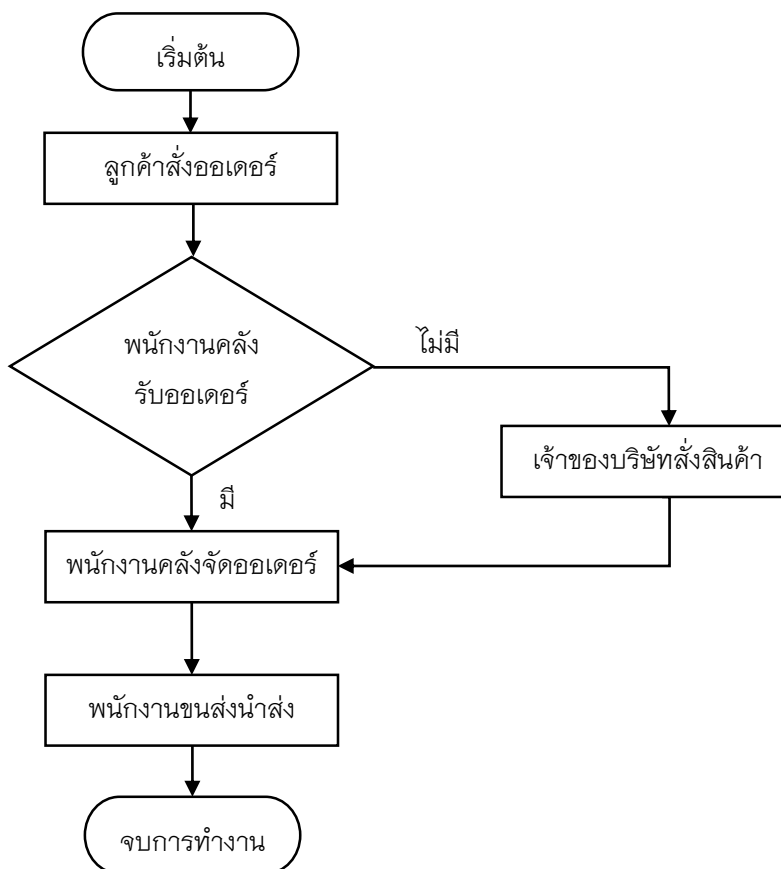 เริ่มต้น
ลูกค้าสั่งออเดอร์
พนักงานคลัง
รับออเดอร์
ไม่มี
เจ้าของบริษัทสั่งสินค้า
มี
พนักงานคลังจัดออเดอร์
พนักงานขนส่งนำส่ง
จบการทำงาน